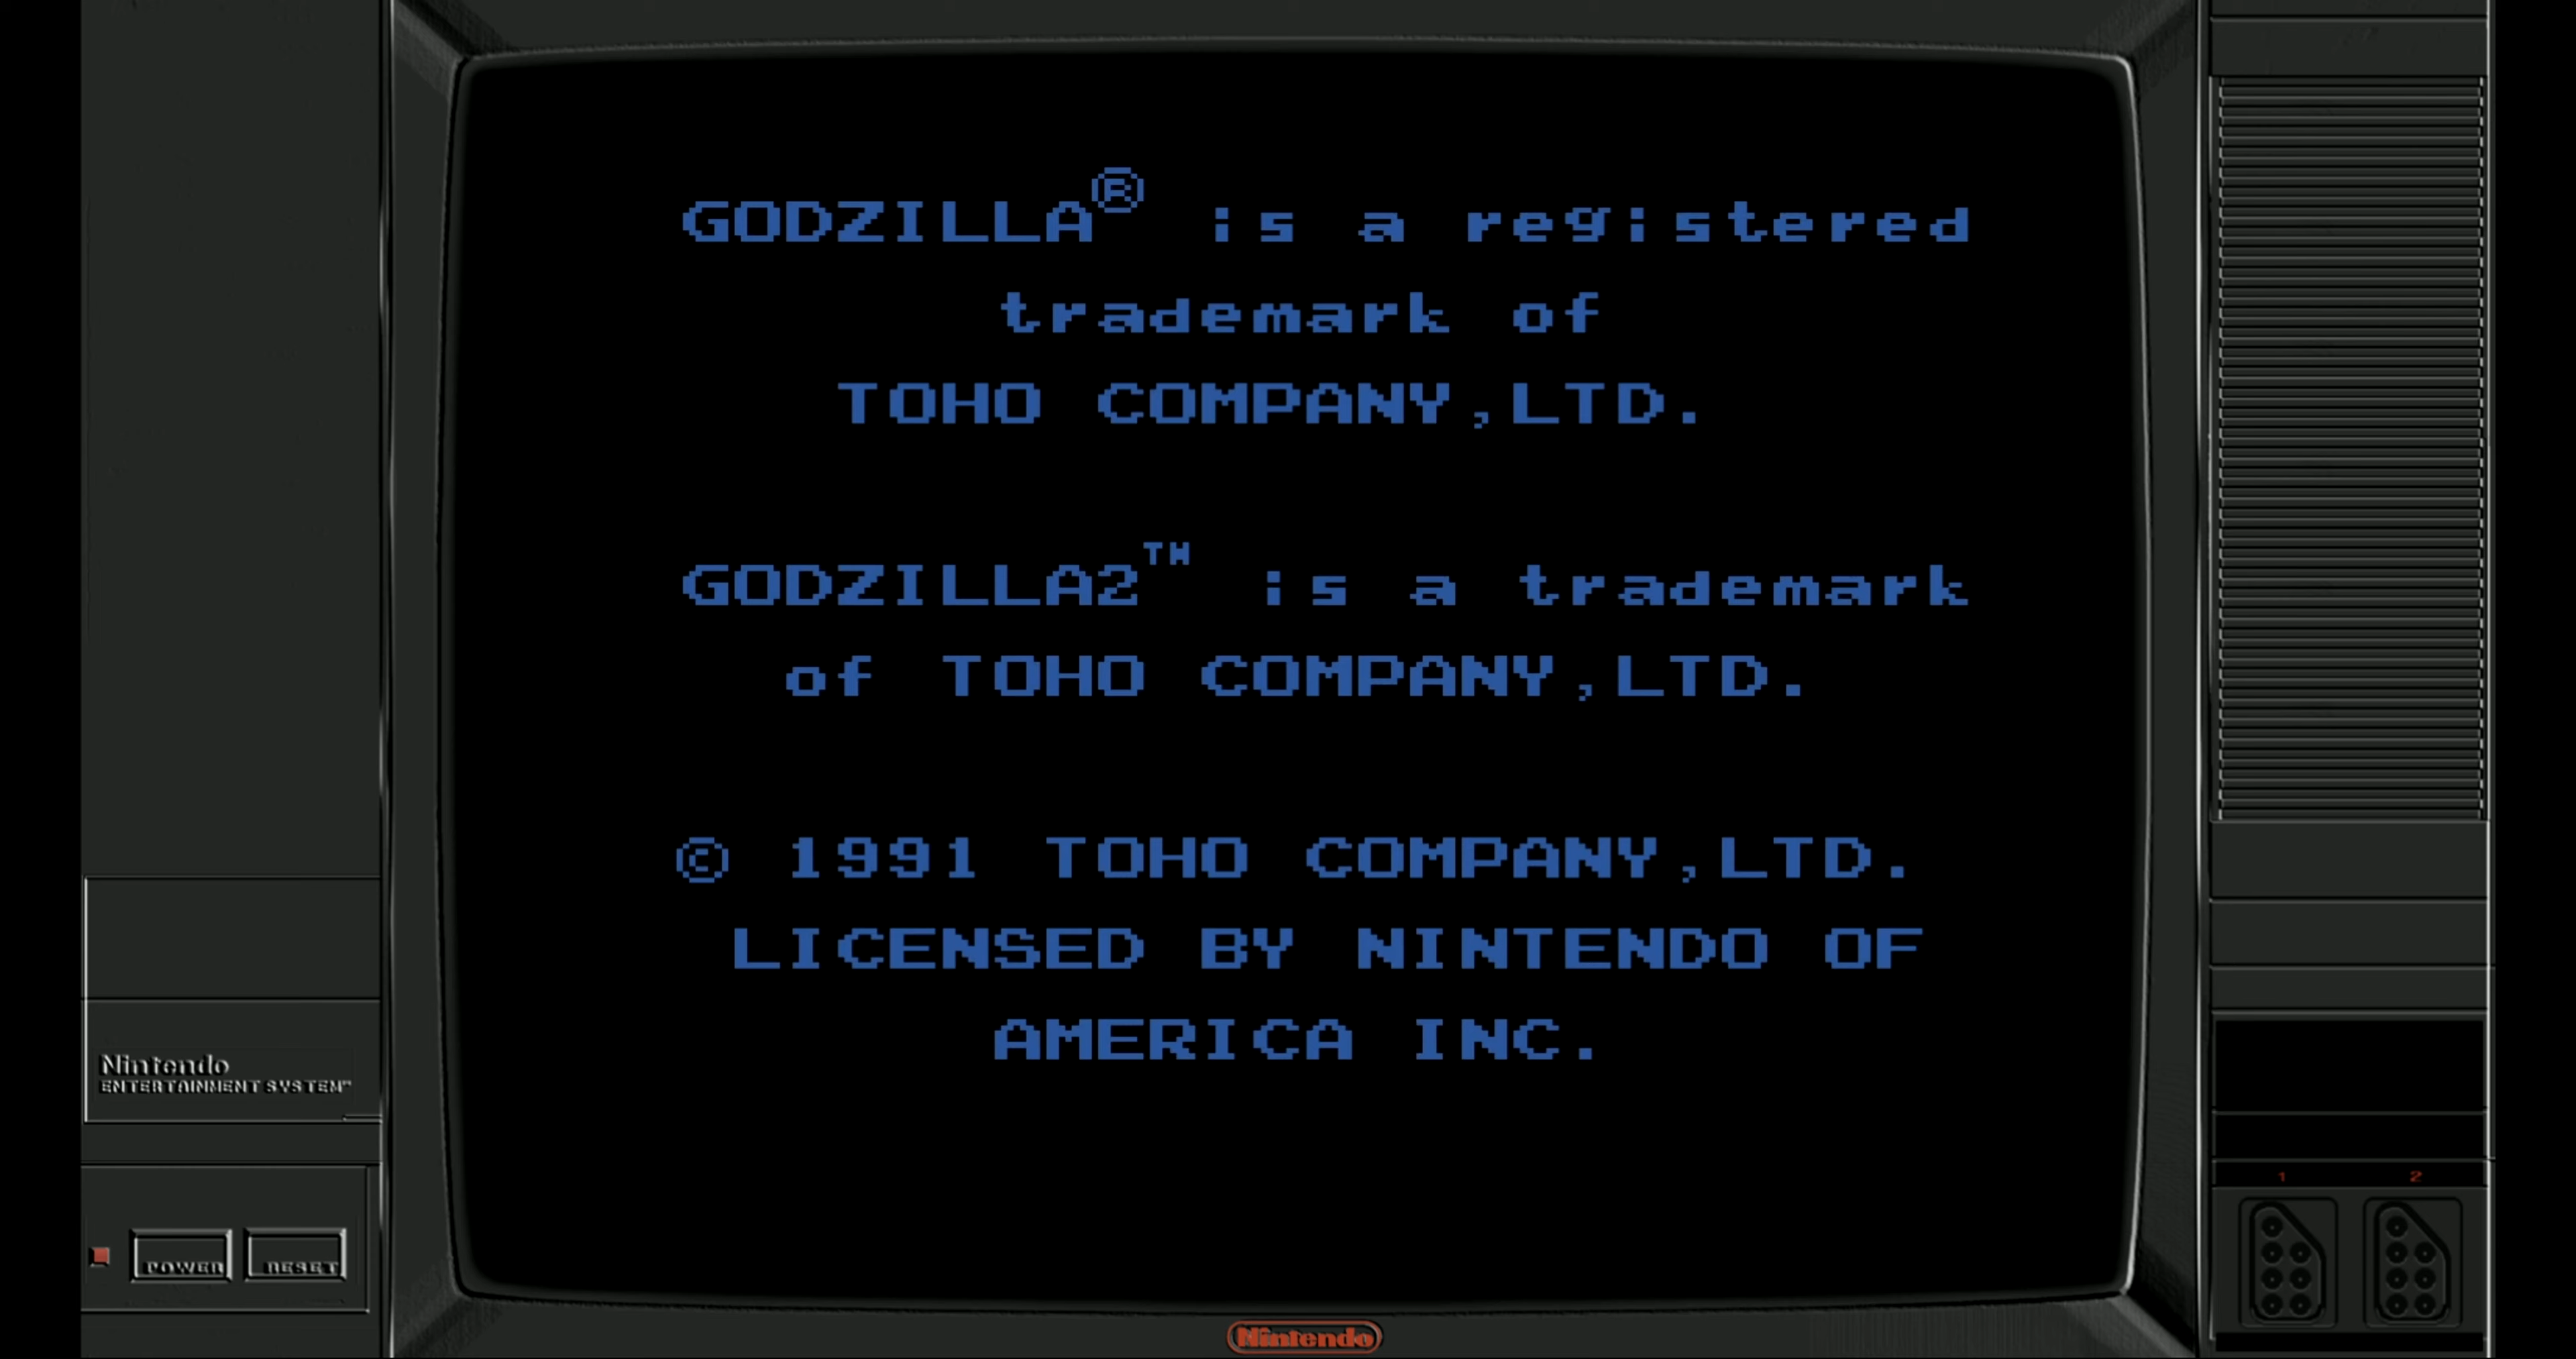 GODZILLA® is a registered
trademark of
TOHO COMPANY,LTD.
GODZILLA2™ is a trademark
of TOHO COMPANY,LTD.
© 1991 TOHO COMPANY,LTD.
LICENSED BY NINTENDO OF
AMERICA INC.
Nintendo
ENTERTAINMENT SYSTEM™
POWER RESET
1 2
Nintendo